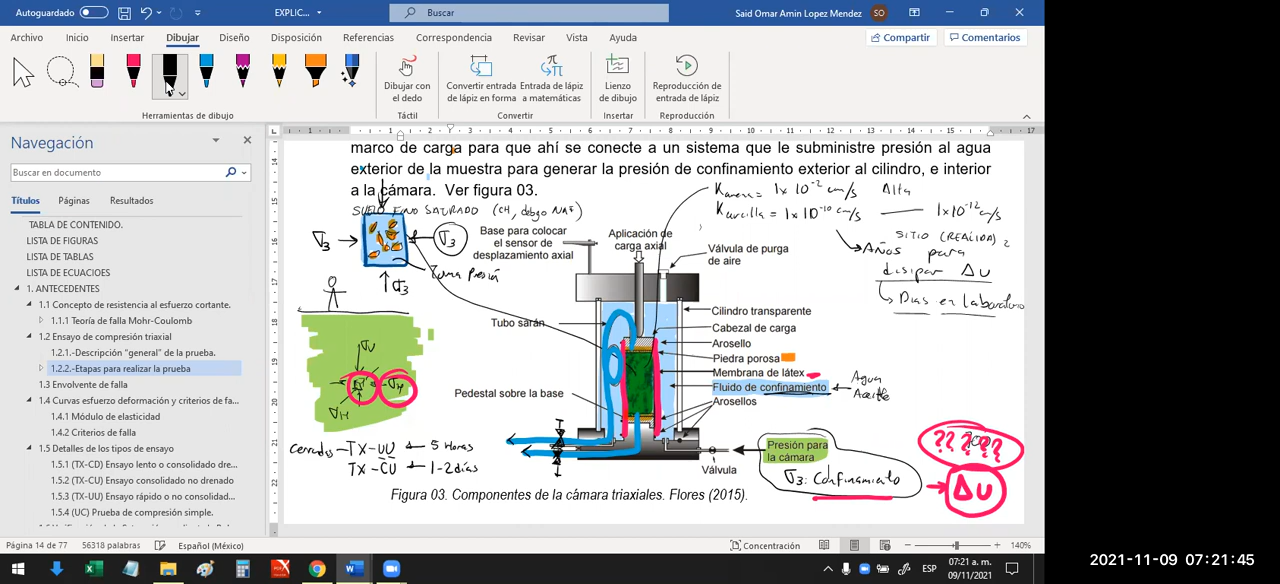 Autoguardado
EXPLIC...
Buscar
Said Omar Amin Lopez Mendez
SO
Archivo
Inicio
Insertar
Dibujar
Diseño
Disposición
Referencias
Correspondencia
Revisar
Vista
Ayuda
Compartir
Comentarios
Dibujar con el dedo
Convertir entrada de lápiz en forma
Entrada de lápiz a matemáticas
Lienzo de dibujo
Reproducción de entrada de lápiz
Herramientas de dibujo
Táctil
Convertir
Insertar
Reproducción
Navegación
Buscar en documento
Títulos
Páginas
Resultados
TABLA DE CONTENIDO.
LISTA DE FIGURAS
LISTA DE TABLAS
LISTA DE ECUACIONES
1. ANTECEDENTES
1.1 Concepto de resistencia al esfuerzo cortante.
1.1.1 Teoría de falla Mohr-Coulomb
1.2 Ensayo de compresión triaxial
1.2.1.-Descripción "general" de la prueba.
1.2.2.-Etapas para realizar la prueba
1.3 Envolvente de falla
1.4 Curvas esfuerzo deformación y criterios de fa...
1.4.1 Módulo de elasticidad
1.4.2 Criterios de falla
1.5 Detalles de los tipos de ensayo
1.5.1 (TX-CD) Ensayo lento o consolidado dre...
1.5.2 (TX-CU) Ensayo rápido o consolidado no drenado
marco de carga para que ahí se conecte a un sistema que le subministre presión al agua
exterior de la muestra para generar la presión de confinamiento exterior al cilindro, e interior
a la cámara. Ver figura 03.
SUELO FINO SATURADO (CH, debajo NAF)
σ3
σ3
σ3
Toma Presión
Karena = 1x10⁻² cm/s Alta
Karcilla = 1x10⁻¹⁰ cm/s 1x10⁻¹² cm/s
SITIO (REALIDAD)
Años para
disipar Δu
Días en laboratorio
Base para colocar
el sensor de
desplazamiento axial
Aplicación de
carga axial
Válvula de purga
de aire
Tubo sarán
Cilindro transparente
Cabezal de carga
Arosello
Piedra porosa
Membrana de látex
Fluido de confinamiento
Agua
Aceite
Pedestal sobre la base
Arosellos
Válvula
Presión para
la cámara
σ3: Confinamiento
?? ? ??
Δu
σv
σH
σH
Cerrados TX-UU 5 Horas
TX-CU 1-2 días
Figura 03. Componentes de la cámara triaxiales. Flores (2015).
1.5.3 (TX-UU) Ensayo rápido o no consolidad...
1.5.4 (UC) Prueba de compresión simple.
Página 14 de 77
56318 palabras
Español (México)
Concentración
140%
ESP
07:21 a. m.
09/11/2021
2021-11-09 07:21:45